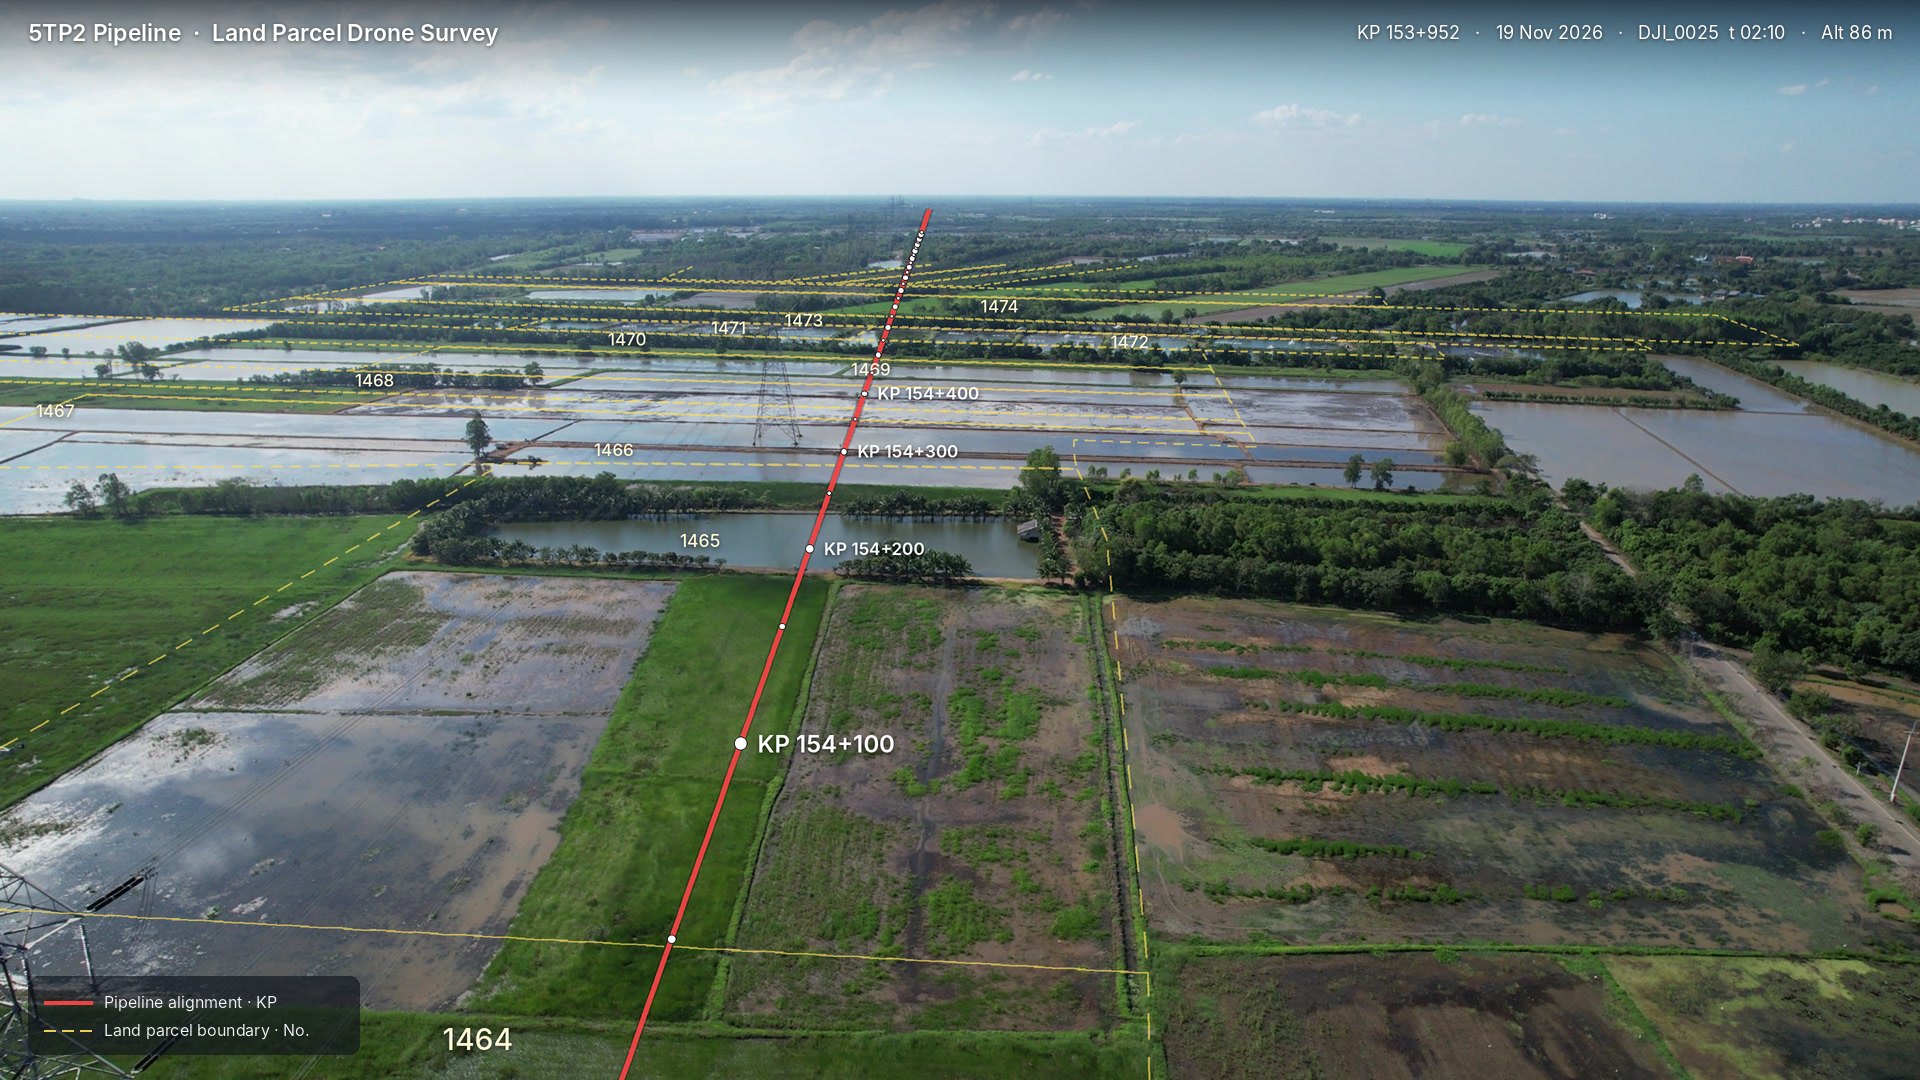 5TP2 Pipeline · Land Parcel Drone Survey
KP 153+952 · 19 Nov 2026 · DJI_0025 t 02:10 · Alt 86 m
1474
1473
1471
1470
1472
1469
1468
KP 154+400
1467
1466
KP 154+300
1465
KP 154+200
KP 154+100
Pipeline alignment · KP
Land parcel boundary · No.
1464